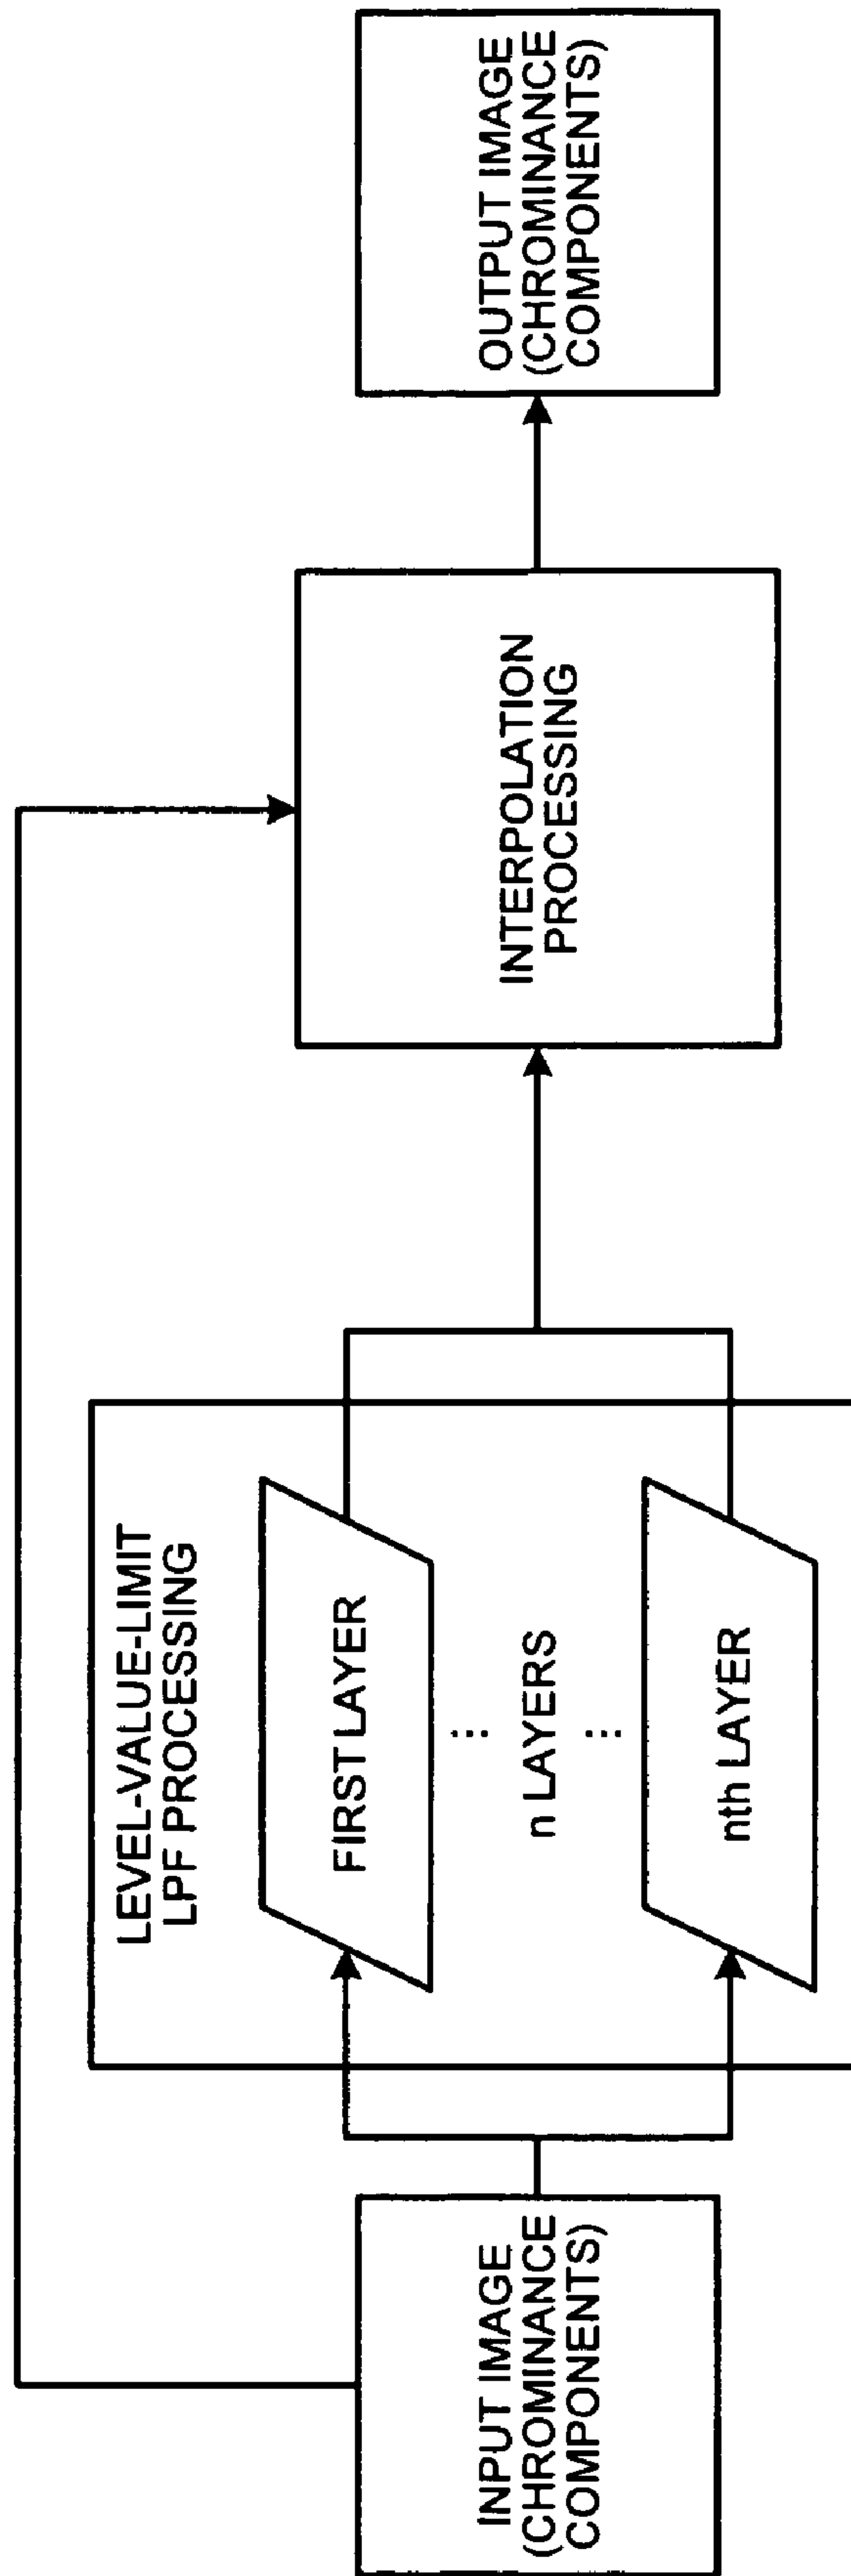 INPUT IMAGE
(CHROMINANCE
COMPONENTS)
LEVEL-VALUE-LIMIT
LPF PROCESSING
FIRST LAYER
...
n LAYERS
...
nth LAYER
INTERPOLATION
PROCESSING
OUTPUT IMAGE
(CHROMINANCE
COMPONENTS)